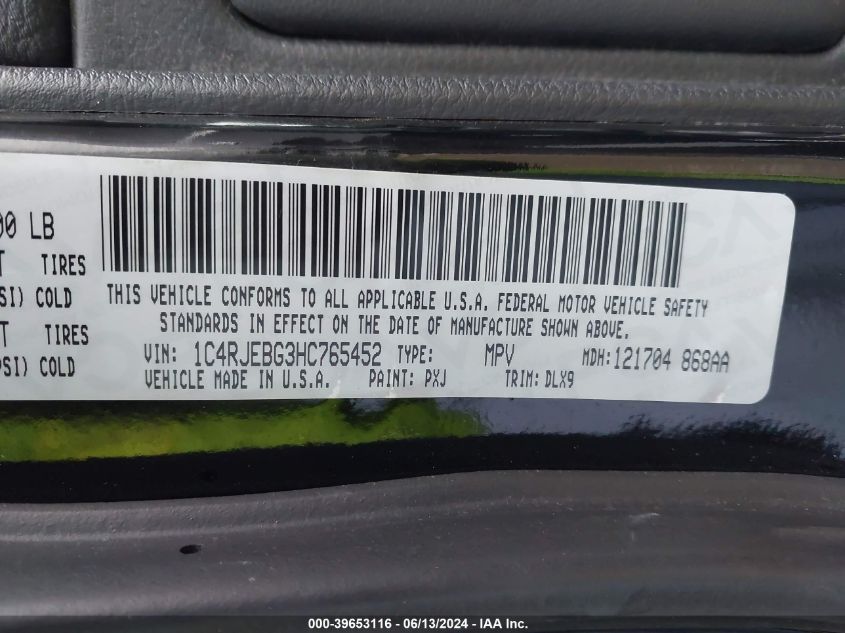 00 LB
T TIRES
SI) COLD
T TIRES
PSI) COLD
THIS VEHICLE CONFORMS TO ALL APPLICABLE U.S.A. FEDERAL MOTOR VEHICLE SAFETY
STANDARDS IN EFFECT ON THE DATE OF MANUFACTURE SHOWN ABOVE.
VIN: 1C4RJEBG3HC765452 TYPE: MPV MDH:121704 868AA
VEHICLE MADE IN U.S.A. PAINT: PXJ TRIM: DLX9
000-39653116 - 06/13/2024 - IAA Inc.